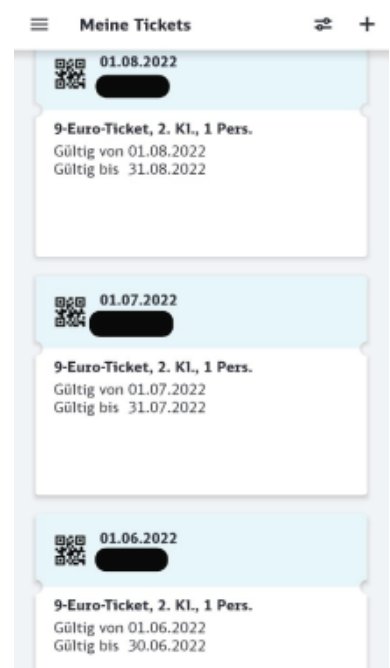 Meine Tickets
01.08.2022
9-Euro-Ticket, 2. Kl., 1 Pers.
Gültig von 01.08.2022
Gültig bis 31.08.2022
01.07.2022
9-Euro-Ticket, 2. Kl., 1 Pers.
Gültig von 01.07.2022
Gültig bis 31.07.2022
01.06.2022
9-Euro-Ticket, 2. Kl., 1 Pers.
Gültig von 01.06.2022
Gültig bis 30.06.2022